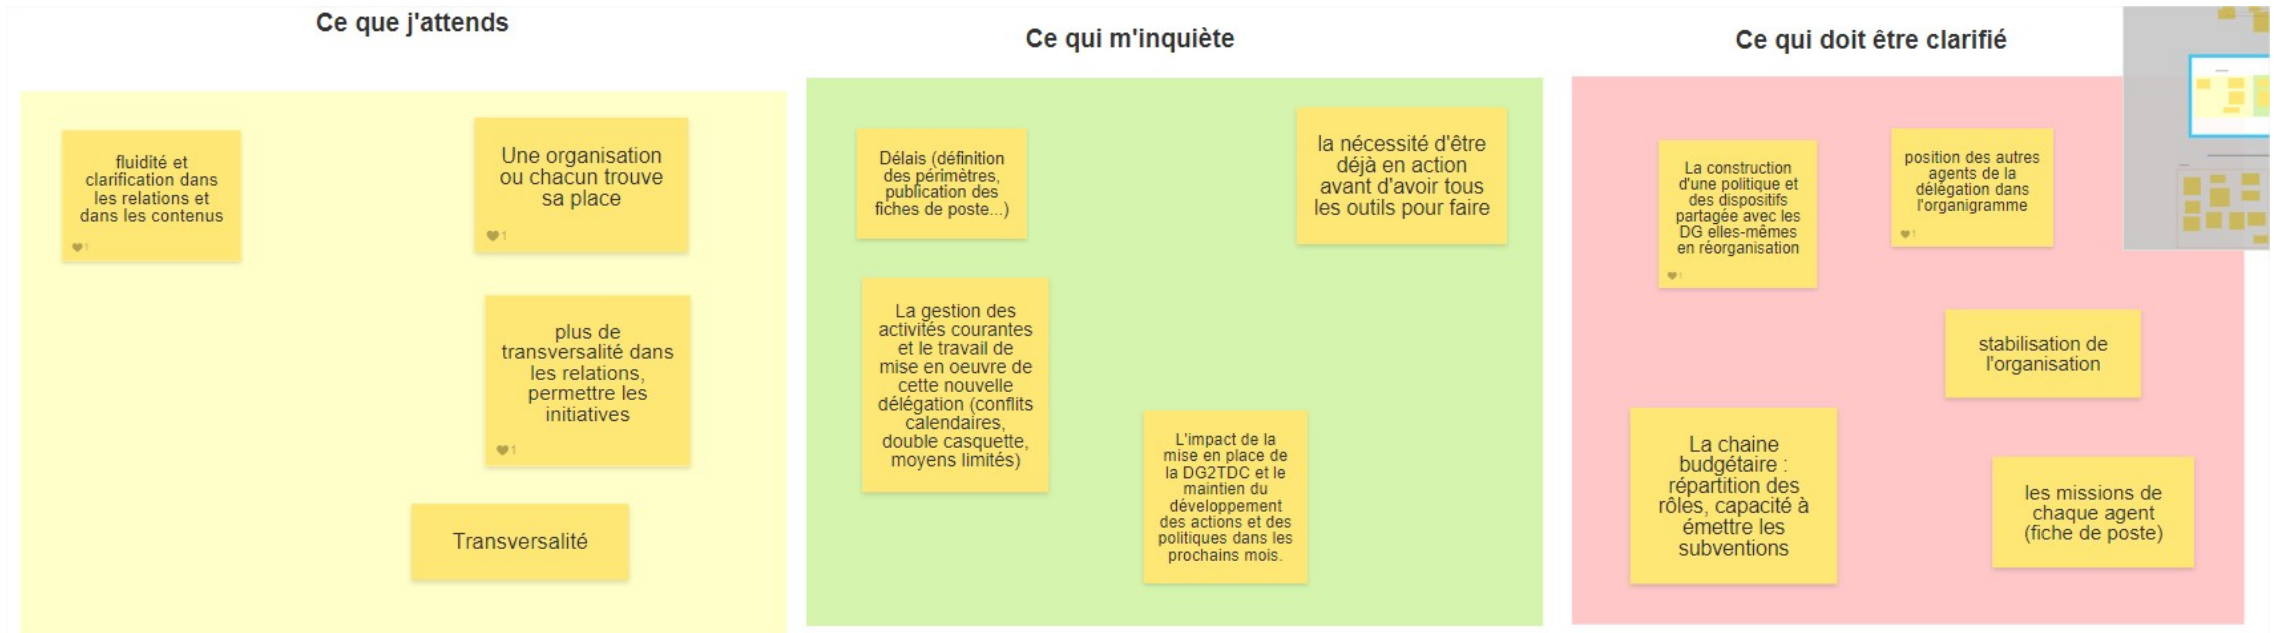 Ce que j'attends
fluidité et
clarification dans
les relations et
dans les contenus
1
Une organisation
ou chacun trouve
sa place
1
plus de
transversalité dans
les relations,
permettre les
initiatives
1
Transversalité
Ce qui m'inquiète
Délais (définition
des périmètres,
publication des
fiches de poste...)
la nécessité d'être
déjà en action
avant d'avoir tous
les outils pour faire
La gestion des
activités courantes
et le travail de
mise en oeuvre de
cette nouvelle
délégation (conflits
calendaires,
double casquette,
moyens limités)
L'impact de la
mise en place de
la DG2TDC et le
maintien du
développement
des actions et des
politiques dans les
prochains mois.
Ce qui doit être clarifié
La construction
d'une politique et
des dispositifs
partagée avec les
DG elles-mêmes
en réorganisation
1
position des autres
agents de la
délégation dans
l'organigramme
1
stabilisation de
l'organisation
La chaine
budgétaire :
répartition des
rôles, capacité à
émettre les
subventions
les missions de
chaque agent
(fiche de poste)